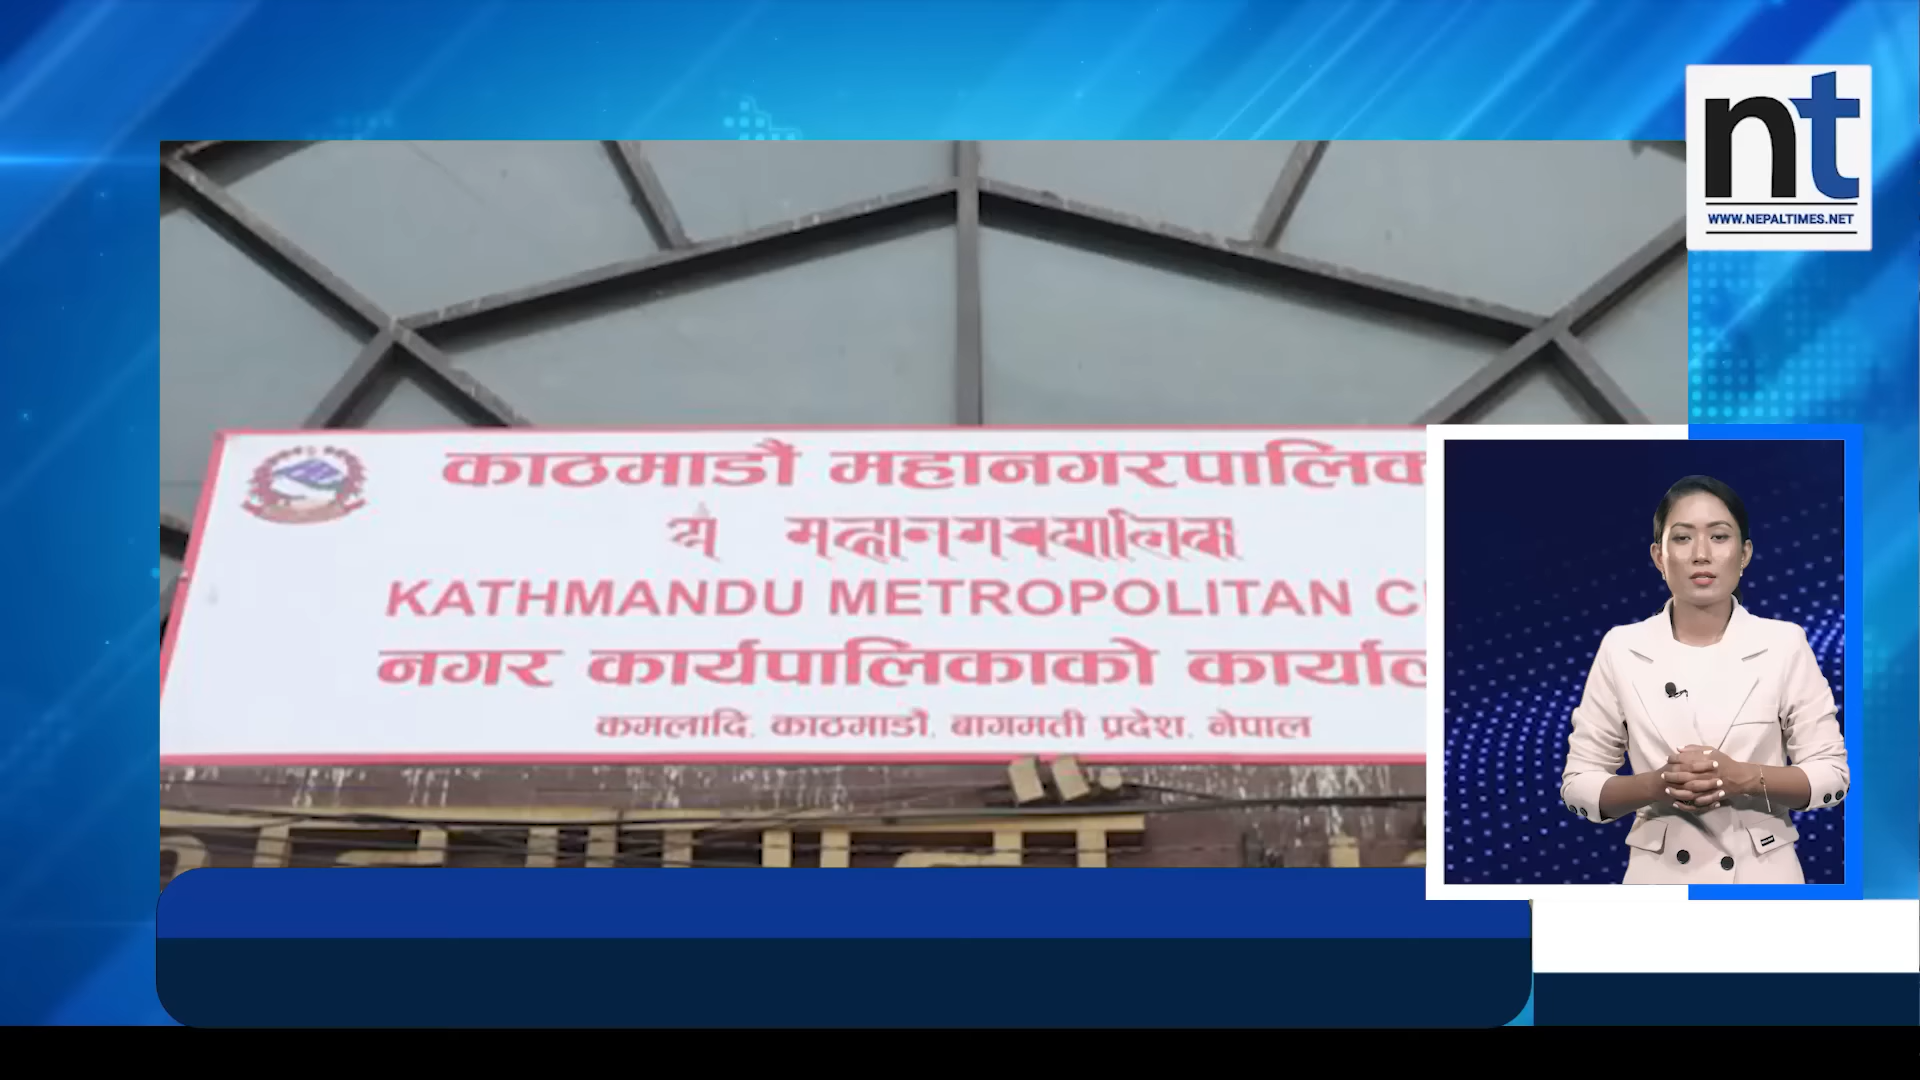 nt
WWW.NEPALTIMES.NET
काठमाडौं महानगरपालिक
KATHMANDU METROPOLITAN C
नगर कार्यपालिकाको कार्याल
कमलादि, काठमाडौं, बागमती प्रदेश, नेपाल